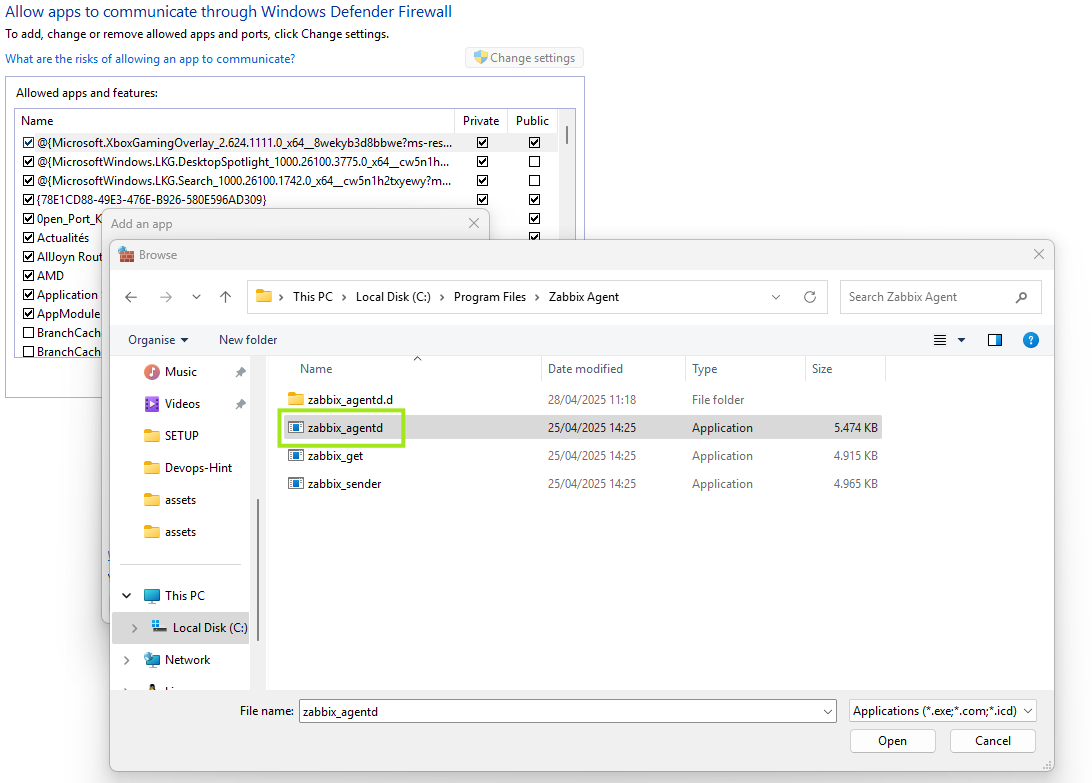 Allow apps to communicate through Windows Defender Firewall
To add, change or remove allowed apps and ports, click Change settings.
What are the risks of allowing an app to communicate?
Change settings
Allowed apps and features:
Name Private Public
@{Microsoft.XboxGamingOverlay_2.624.1111.0_x64__8wekyb3d8bbwe?ms-res...
@{MicrosoftWindows.LKG.DesktopSpotlight_1000.26100.3775.0_x64__cw5n1h...
@{MicrosoftWindows.LKG.Search_1000.26100.1742.0_x64__cw5n1h2txyewy?m...
{78E1CD88-49E3-476E-B926-580E596AD309}
0pen_Port_K
Actualités
AllJoyn Rout
AMD
Application
AppModule
BranchCach
BranchCach
Add an app
Browse
This PC > Local Disk (C:) > Program Files > Zabbix Agent
Search Zabbix Agent
Organise New folder
Music
Videos
SETUP
Devops-Hint
assets
assets
This PC
Local Disk (C:)
Network
Name Date modified Type Size
zabbix_agentd.d 28/04/2025 11:18 File folder
zabbix_agentd 25/04/2025 14:25 Application 5.474 KB
zabbix_get 25/04/2025 14:25 Application 4.915 KB
zabbix_sender 25/04/2025 14:25 Application 4.965 KB
File name: zabbix_agentd Applications (*.exe;*.com;*.icd)
Open Cancel